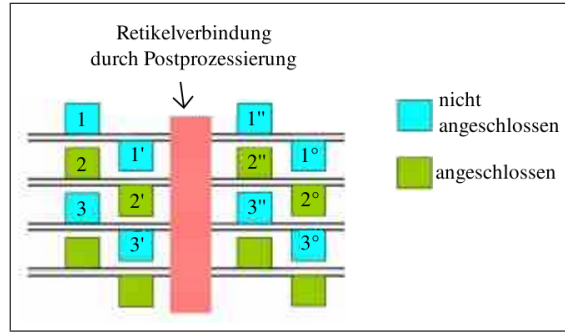 Retikelverbindung
durch Postprozessierung
1 1"
1' 1°
2 2"
2' 2°
3 3"
3' 3°
nicht
angeschlossen
angeschlossen